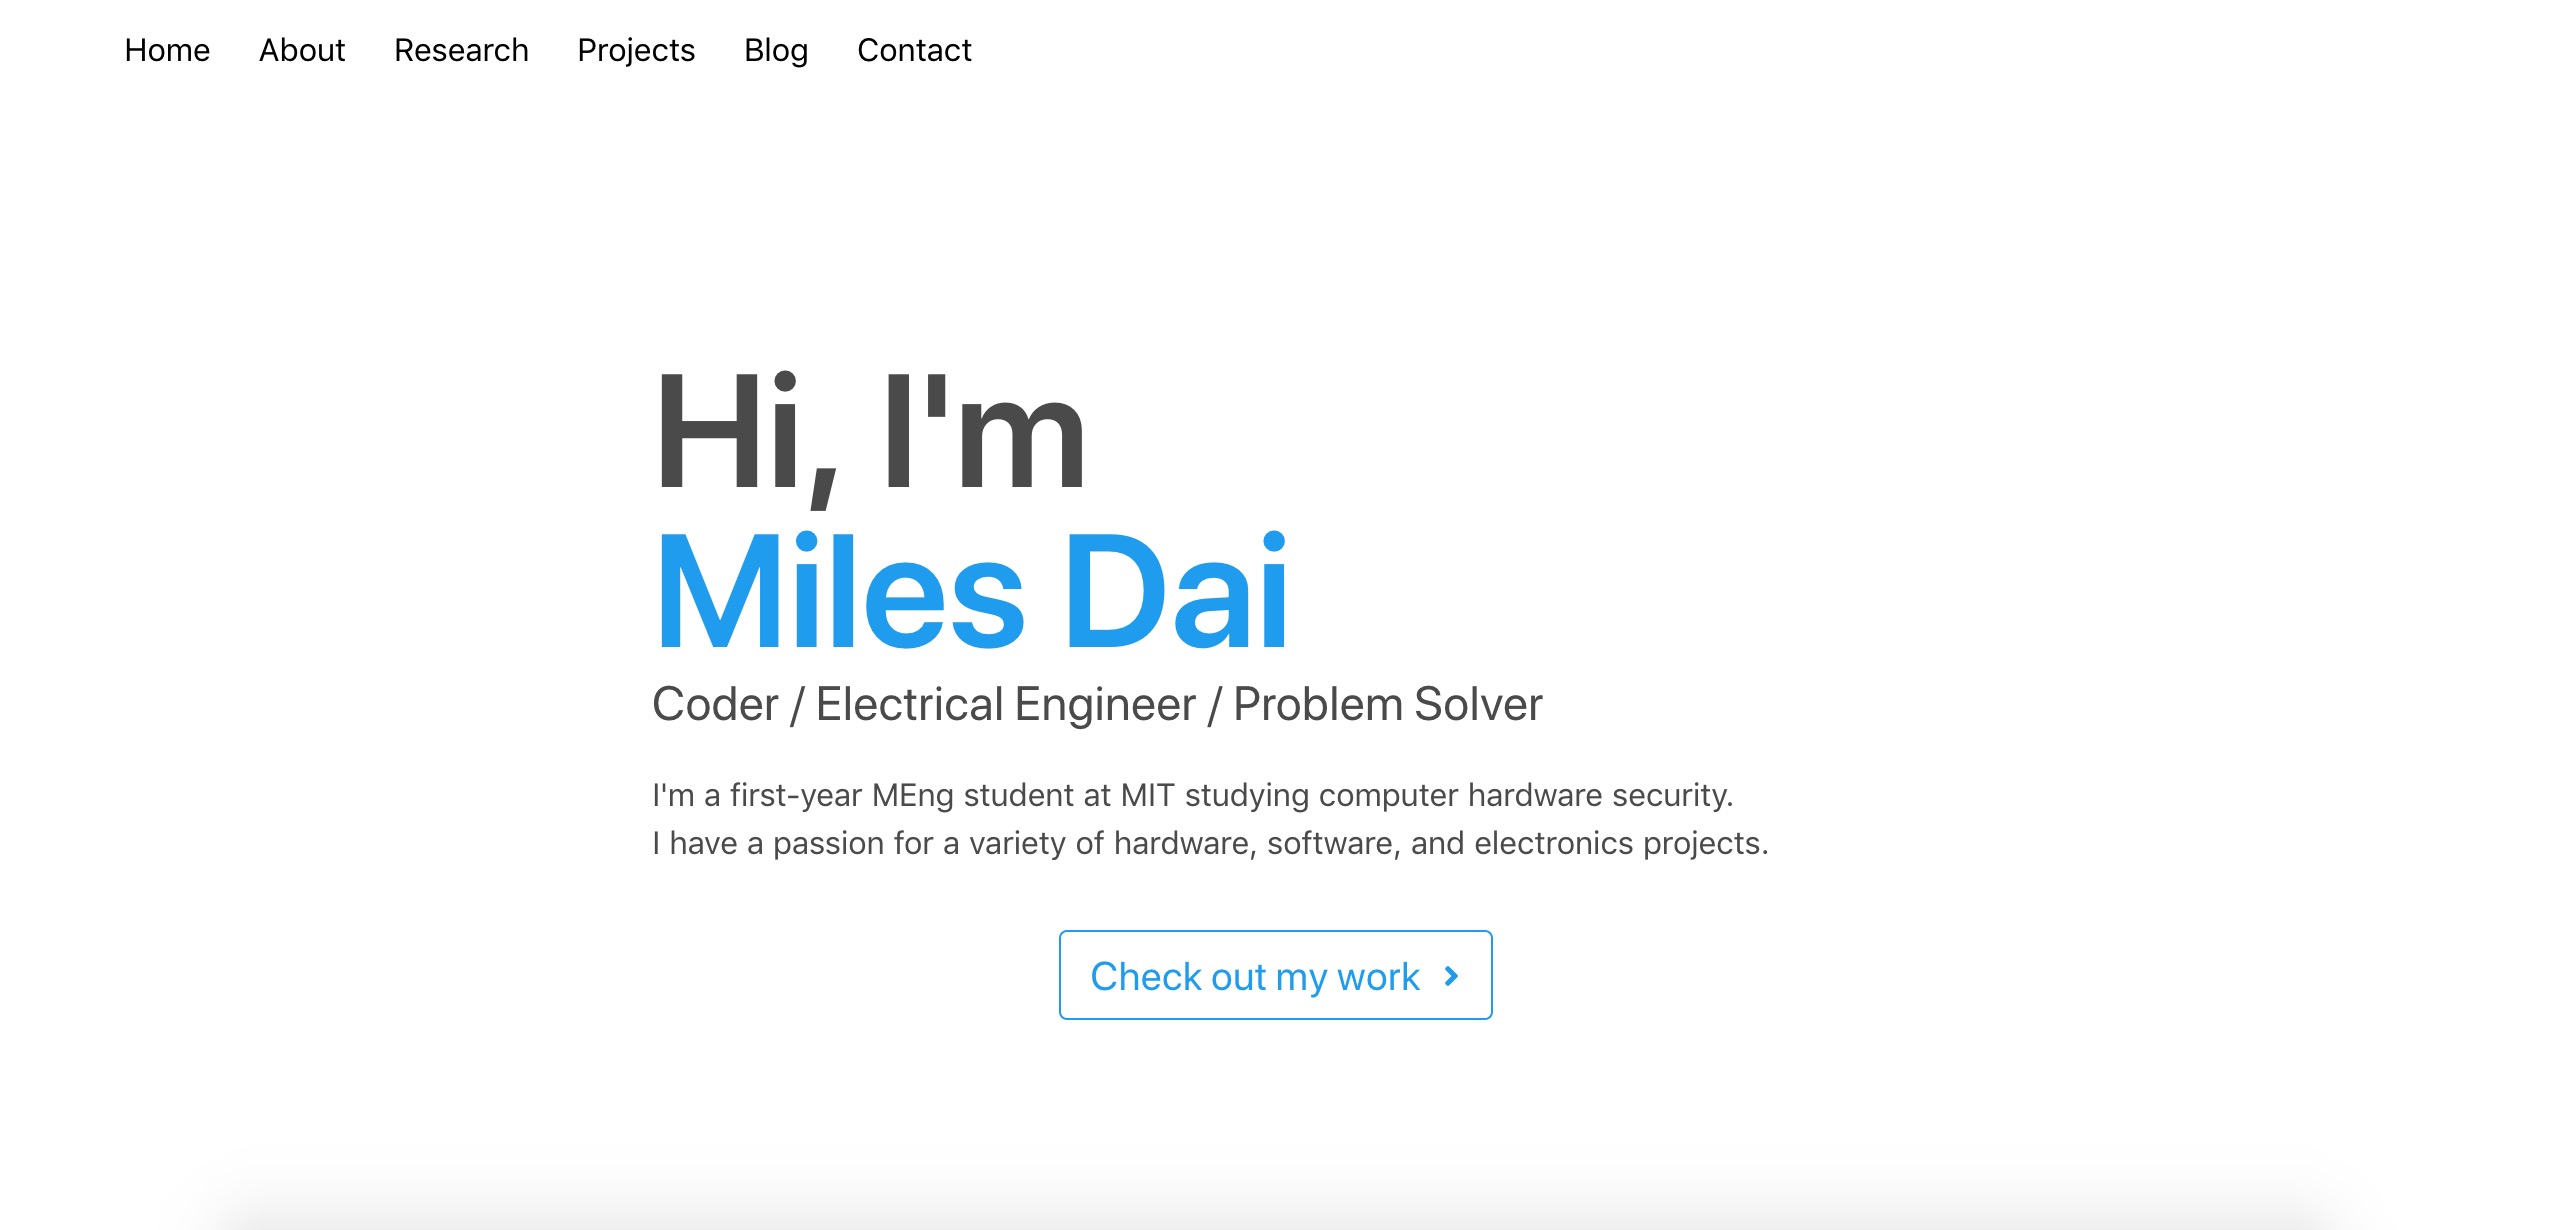 Home About Research Projects Blog Contact
Hi, I'm
Miles Dai
Coder / Electrical Engineer / Problem Solver
I'm a first-year MEng student at MIT studying computer hardware security.
I have a passion for a variety of hardware, software, and electronics projects.
Check out my work